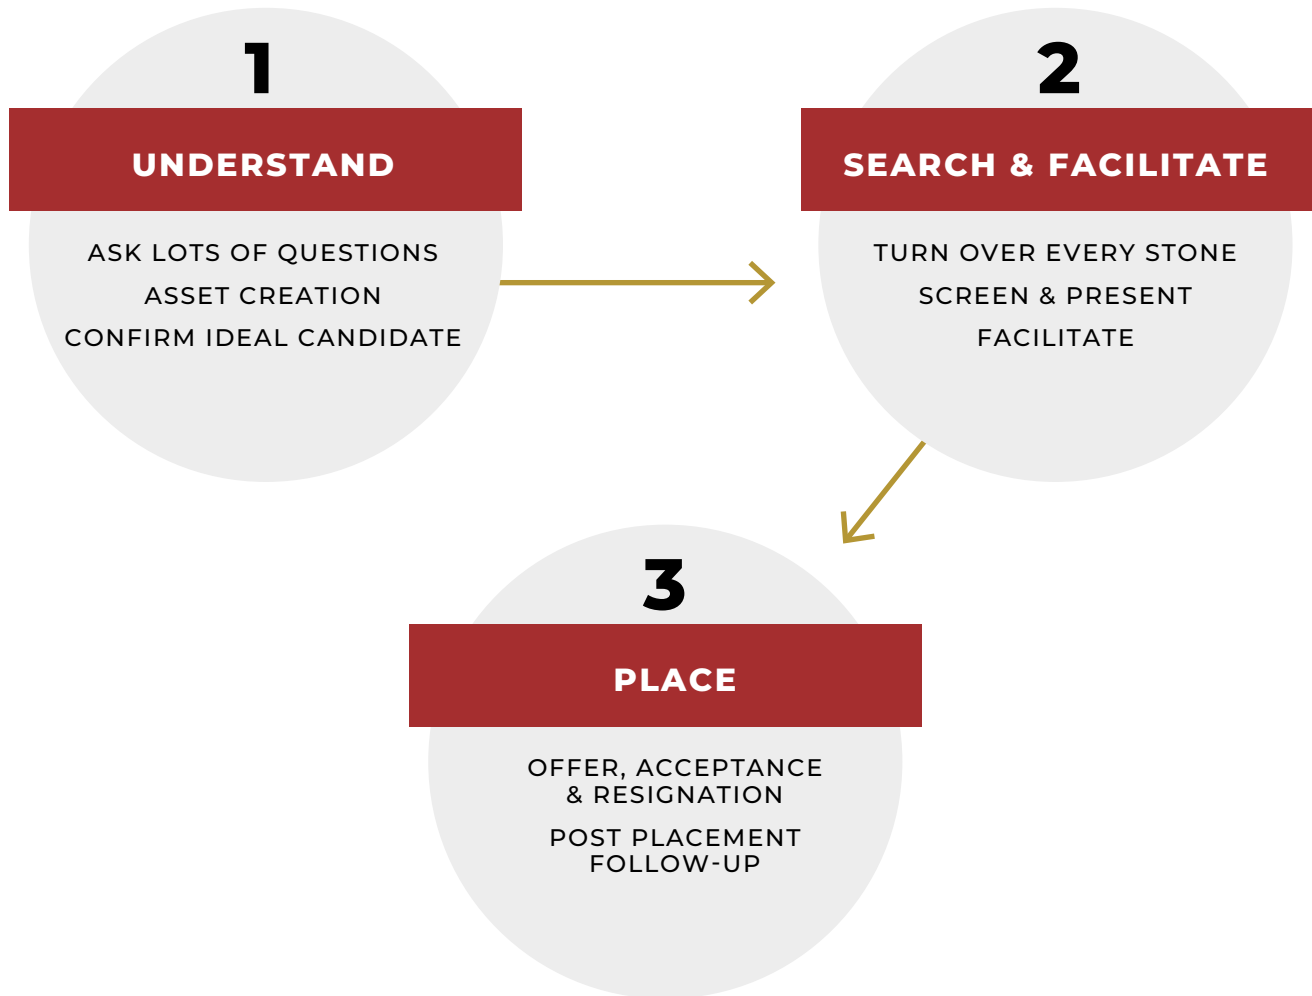 1
UNDERSTAND
ASK LOTS OF QUESTIONS
ASSET CREATION
CONFIRM IDEAL CANDIDATE
2
SEARCH & FACILITATE
TURN OVER EVERY STONE
SCREEN & PRESENT
FACILITATE
3
PLACE
OFFER, ACCEPTANCE
& RESIGNATION
POST PLACEMENT
FOLLOW-UP